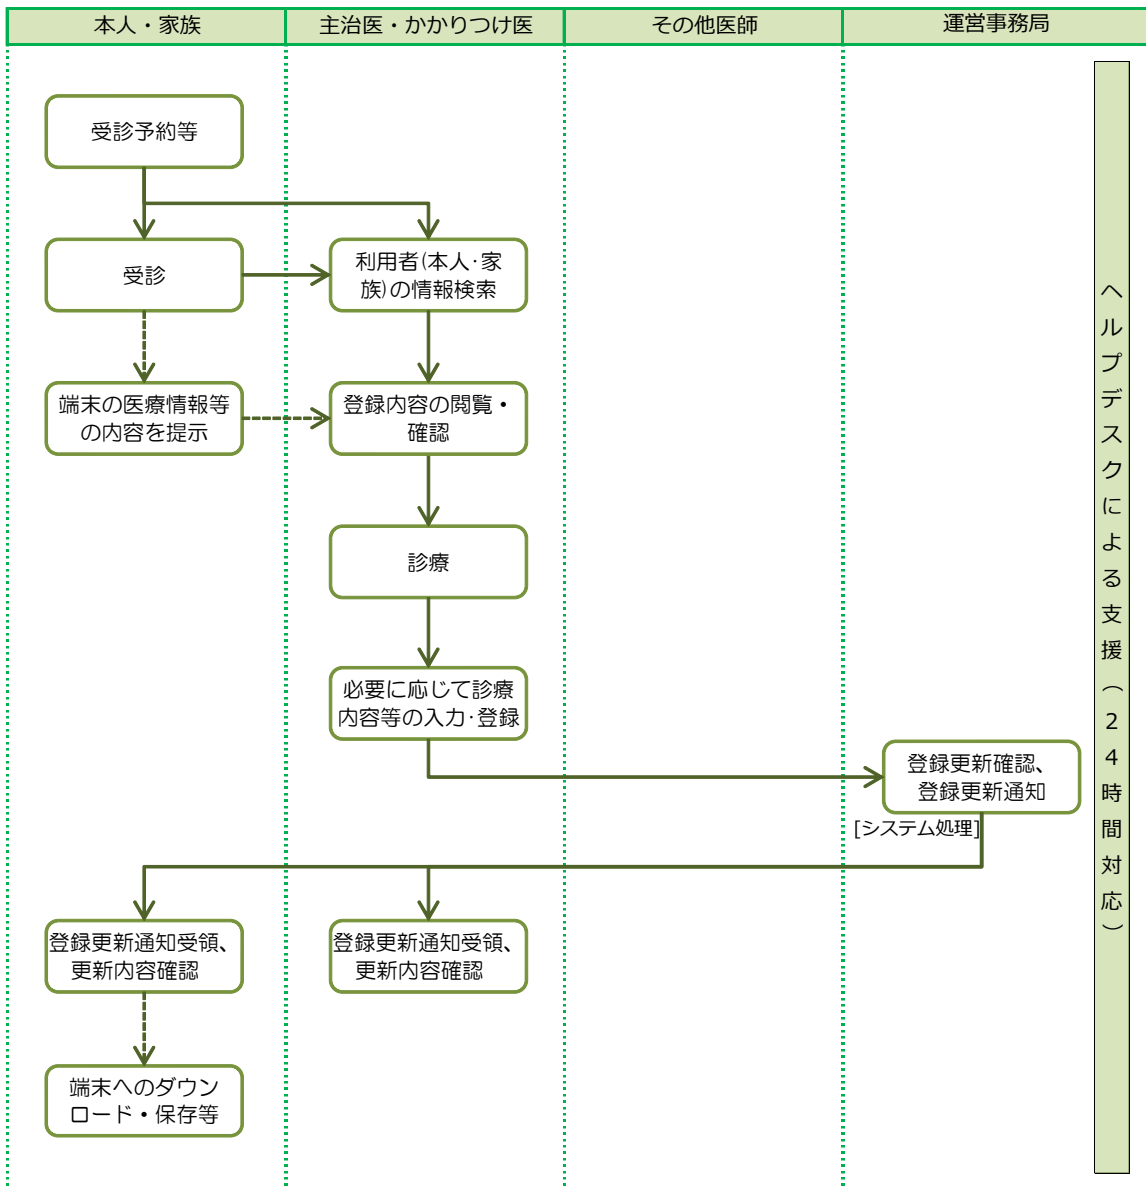 本人・家族
主治医・かかりつけ医
その他医師
運営事務局
受診予約等
受診
利用者(本人･家
族)の情報検索
端末の医療情報等
の内容を提示
登録内容の閲覧・
確認
診療
必要に応じて診療
内容等の入力･登録
登録更新確認、
登録更新通知
[システム処理]
登録更新通知受領、
更新内容確認
登録更新通知受領、
更新内容確認
端末へのダウン
ロード・保存等
ヘルプデスクによる支援（24時間対応）